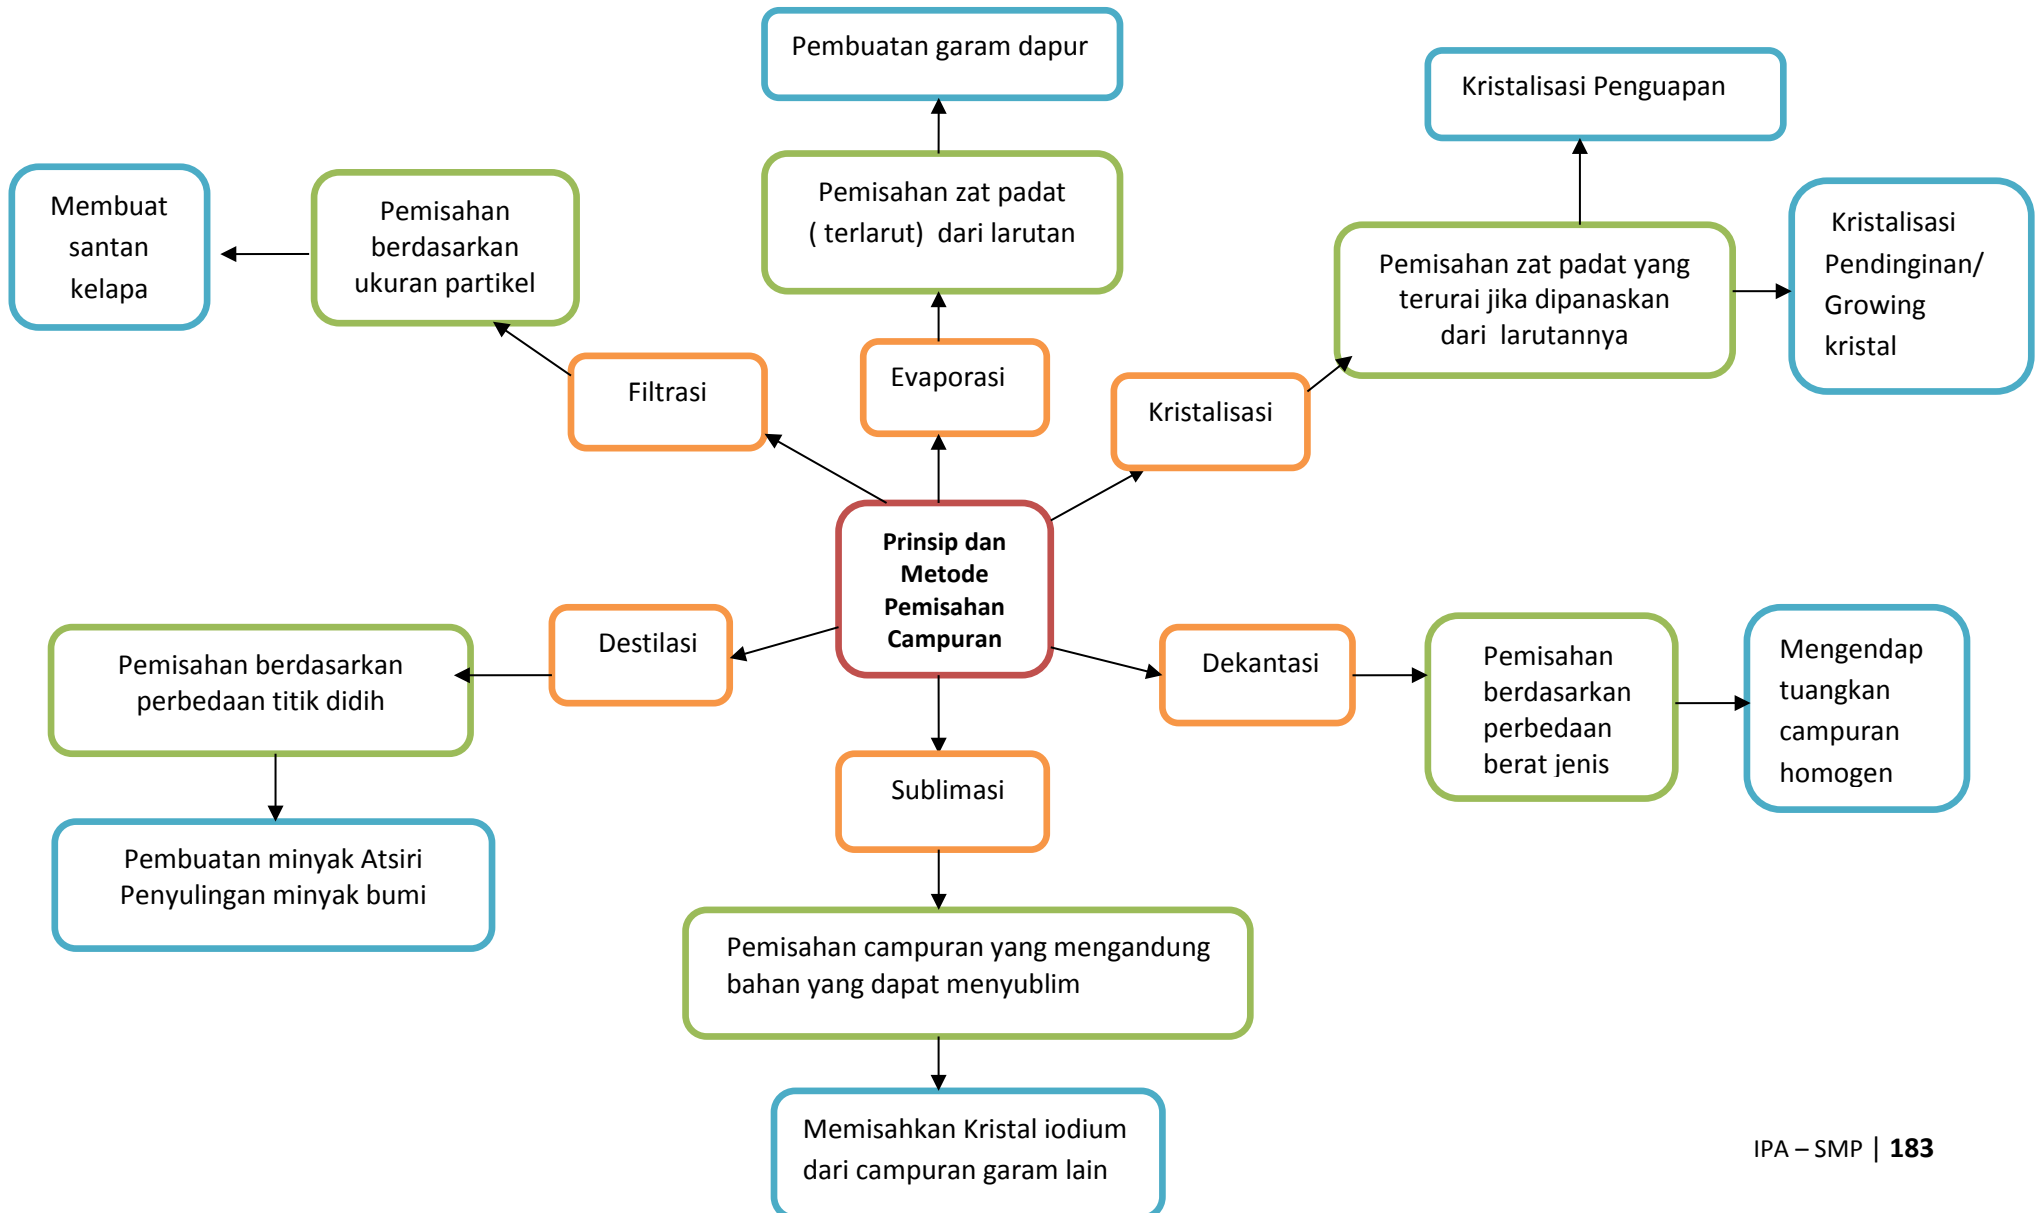 Pembuatan garam dapur
Kristalisasi Penguapan
Membuat
santan
kelapa
Pemisahan
berdasarkan
ukuran partikel
Pemisahan zat padat
( terlarut) dari larutan
Pemisahan zat padat yang
terurai jika dipanaskan
dari larutannya
Kristalisasi
Pendinginan/
Growing
kristal
Filtrasi
Evaporasi
Kristalisasi
Prinsip dan
Metode
Pemisahan
Campuran
Pemisahan berdasarkan
perbedaan titik didih
Destilasi
Dekantasi
Pemisahan
berdasarkan
perbedaan
berat jenis
Mengendap
tuangkan
campuran
homogen
Sublimasi
Pembuatan minyak Atsiri
Penyulingan minyak bumi
Pemisahan campuran yang mengandung
bahan yang dapat menyublim
Memisahkan Kristal iodium
dari campuran garam lain
IPA – SMP | 183